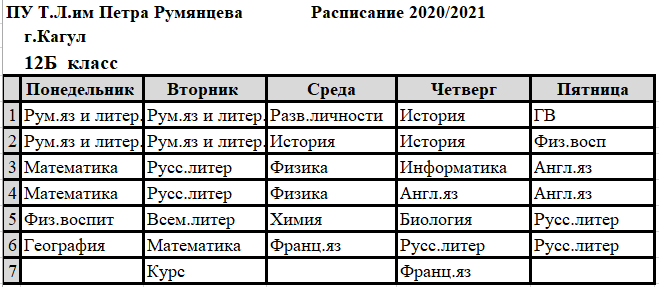 ПУ Т.Л.им Петра Румянцева Расписание 2020/2021
г.Кагул
12Б класс
Понедельник Вторник Среда Четверг Пятница
1 Рум.яз и литер. Рум.яз и литер. Разв.личности История ГВ
2 Рум.яз и литер. Рум.яз и литер. История История Физ.восп
3 Математика Русс.литер Физика Информатика Англ.яз
4 Математика Русс.литер Физика Англ.яз Англ.яз
5 Физ.воспит Всем.литер Химия Биология Русс.литер
6 География Математика Франц.яз Русс.литер Русс.литер
7 Курс Франц.яз